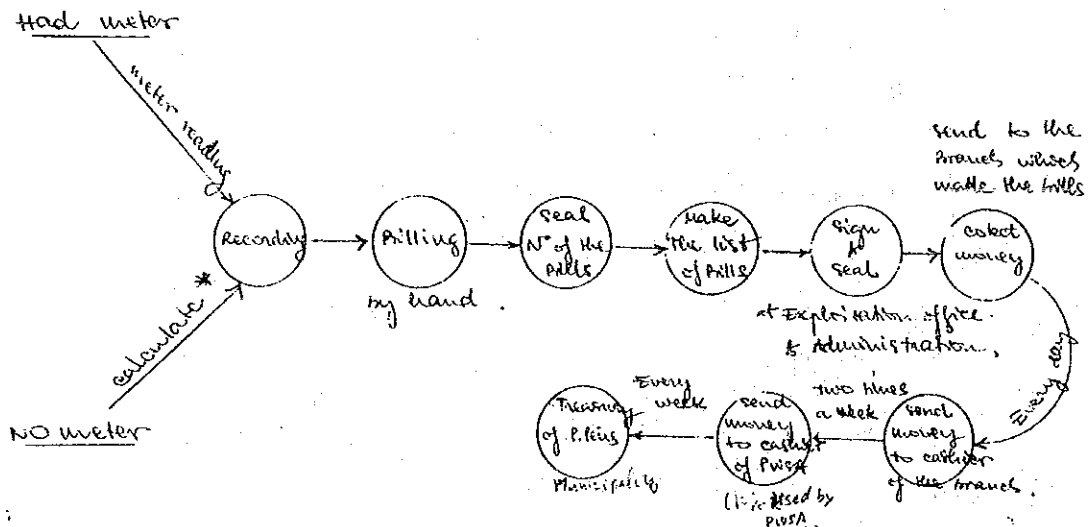 Had meter
meter reading
Recording
calculate *
NO meter
Billing
by hand.
seal
N° of the
bills
Make
the list
of bills
sign
&
seal
at Exploitation office
& Administration.
send to the
Branch which
made the bills
colect
money
Every day
send
money
to cashier
of the branch.
two times
a week
send
money
to cashier
of PWSA
used by
PWSA.
Every
week
Treasury
of P.Penh
Municipality